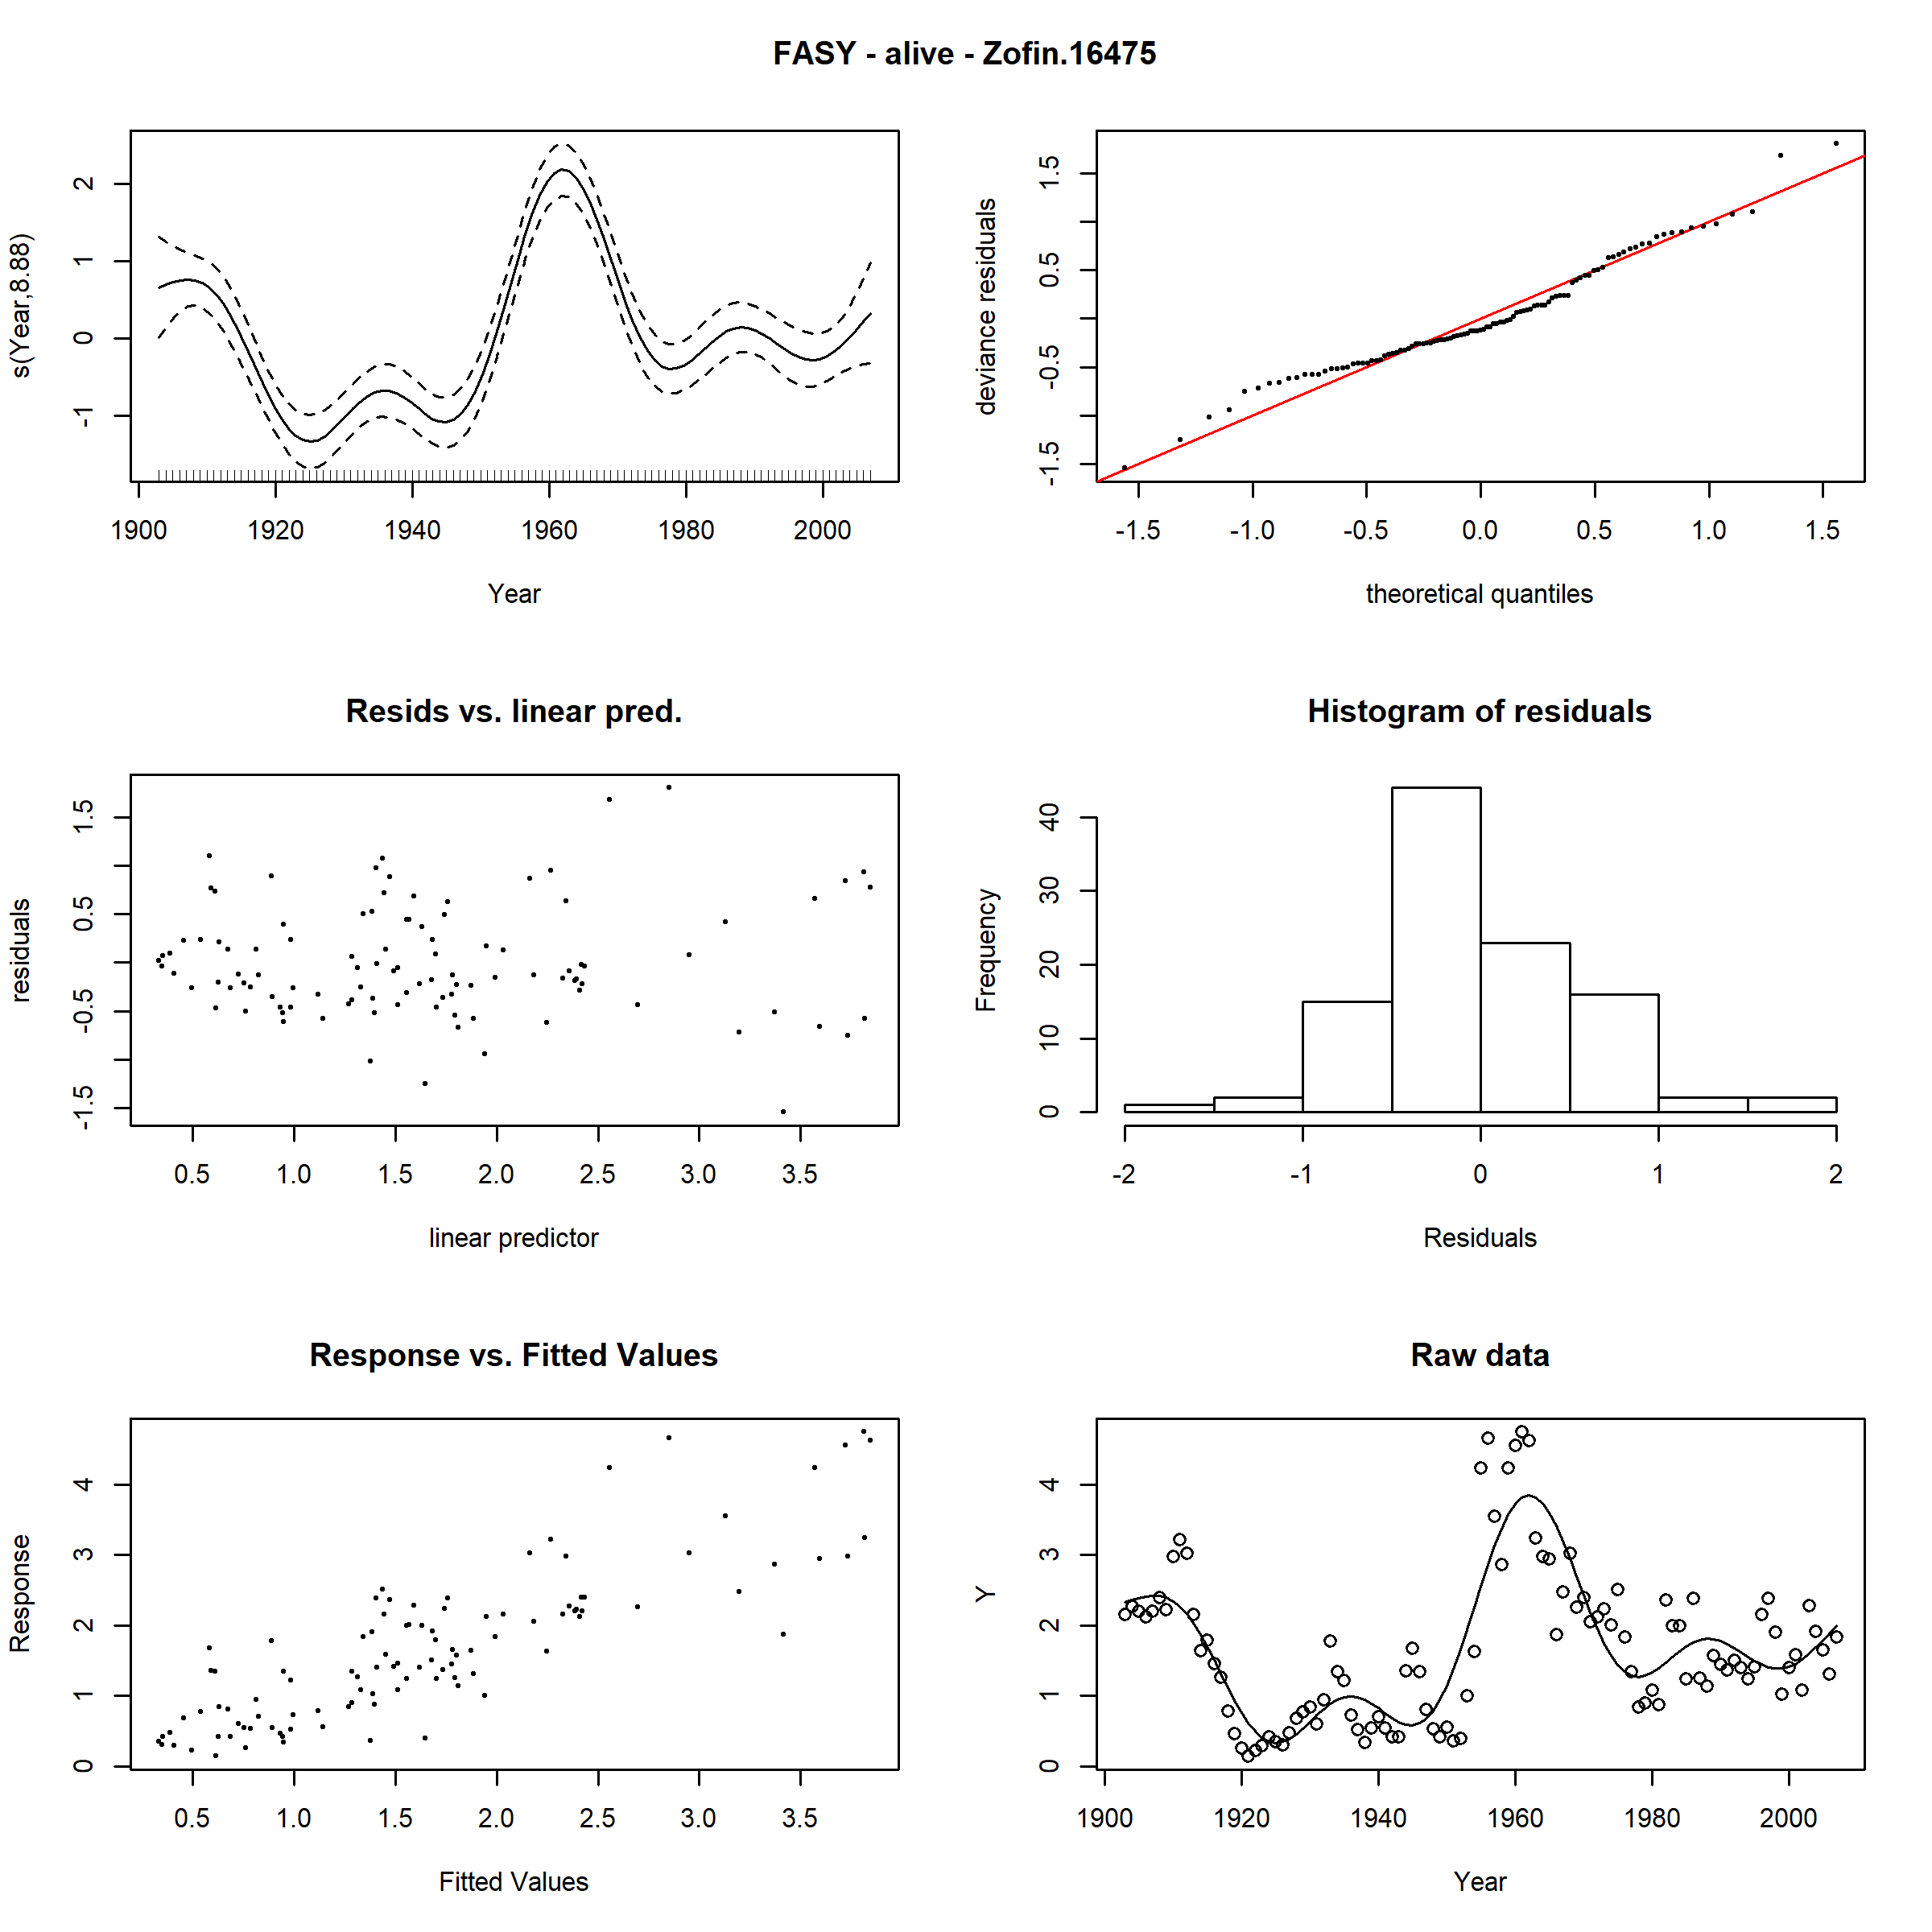 FASY - alive - Zofin.16475
s(Year,8.88)
2
1
0
-1
1900 1920 1940 1960 1980 2000
Year
deviance residuals
1.5
0.5
-0.5
-1.5
-1.5 -1.0 -0.5 0.0 0.5 1.0 1.5
theoretical quantiles
Resids vs. linear pred.
residuals
1.5
0.5
-0.5
-1.5
0.5 1.0 1.5 2.0 2.5 3.0 3.5
linear predictor
Histogram of residuals
Frequency
40
30
20
10
0
-2 -1 0 1 2
Residuals
Response vs. Fitted Values
Response
4
3
2
1
0
0.5 1.0 1.5 2.0 2.5 3.0 3.5
Fitted Values
Raw data
Y
4
3
2
1
0
1900 1920 1940 1960 1980 2000
Year